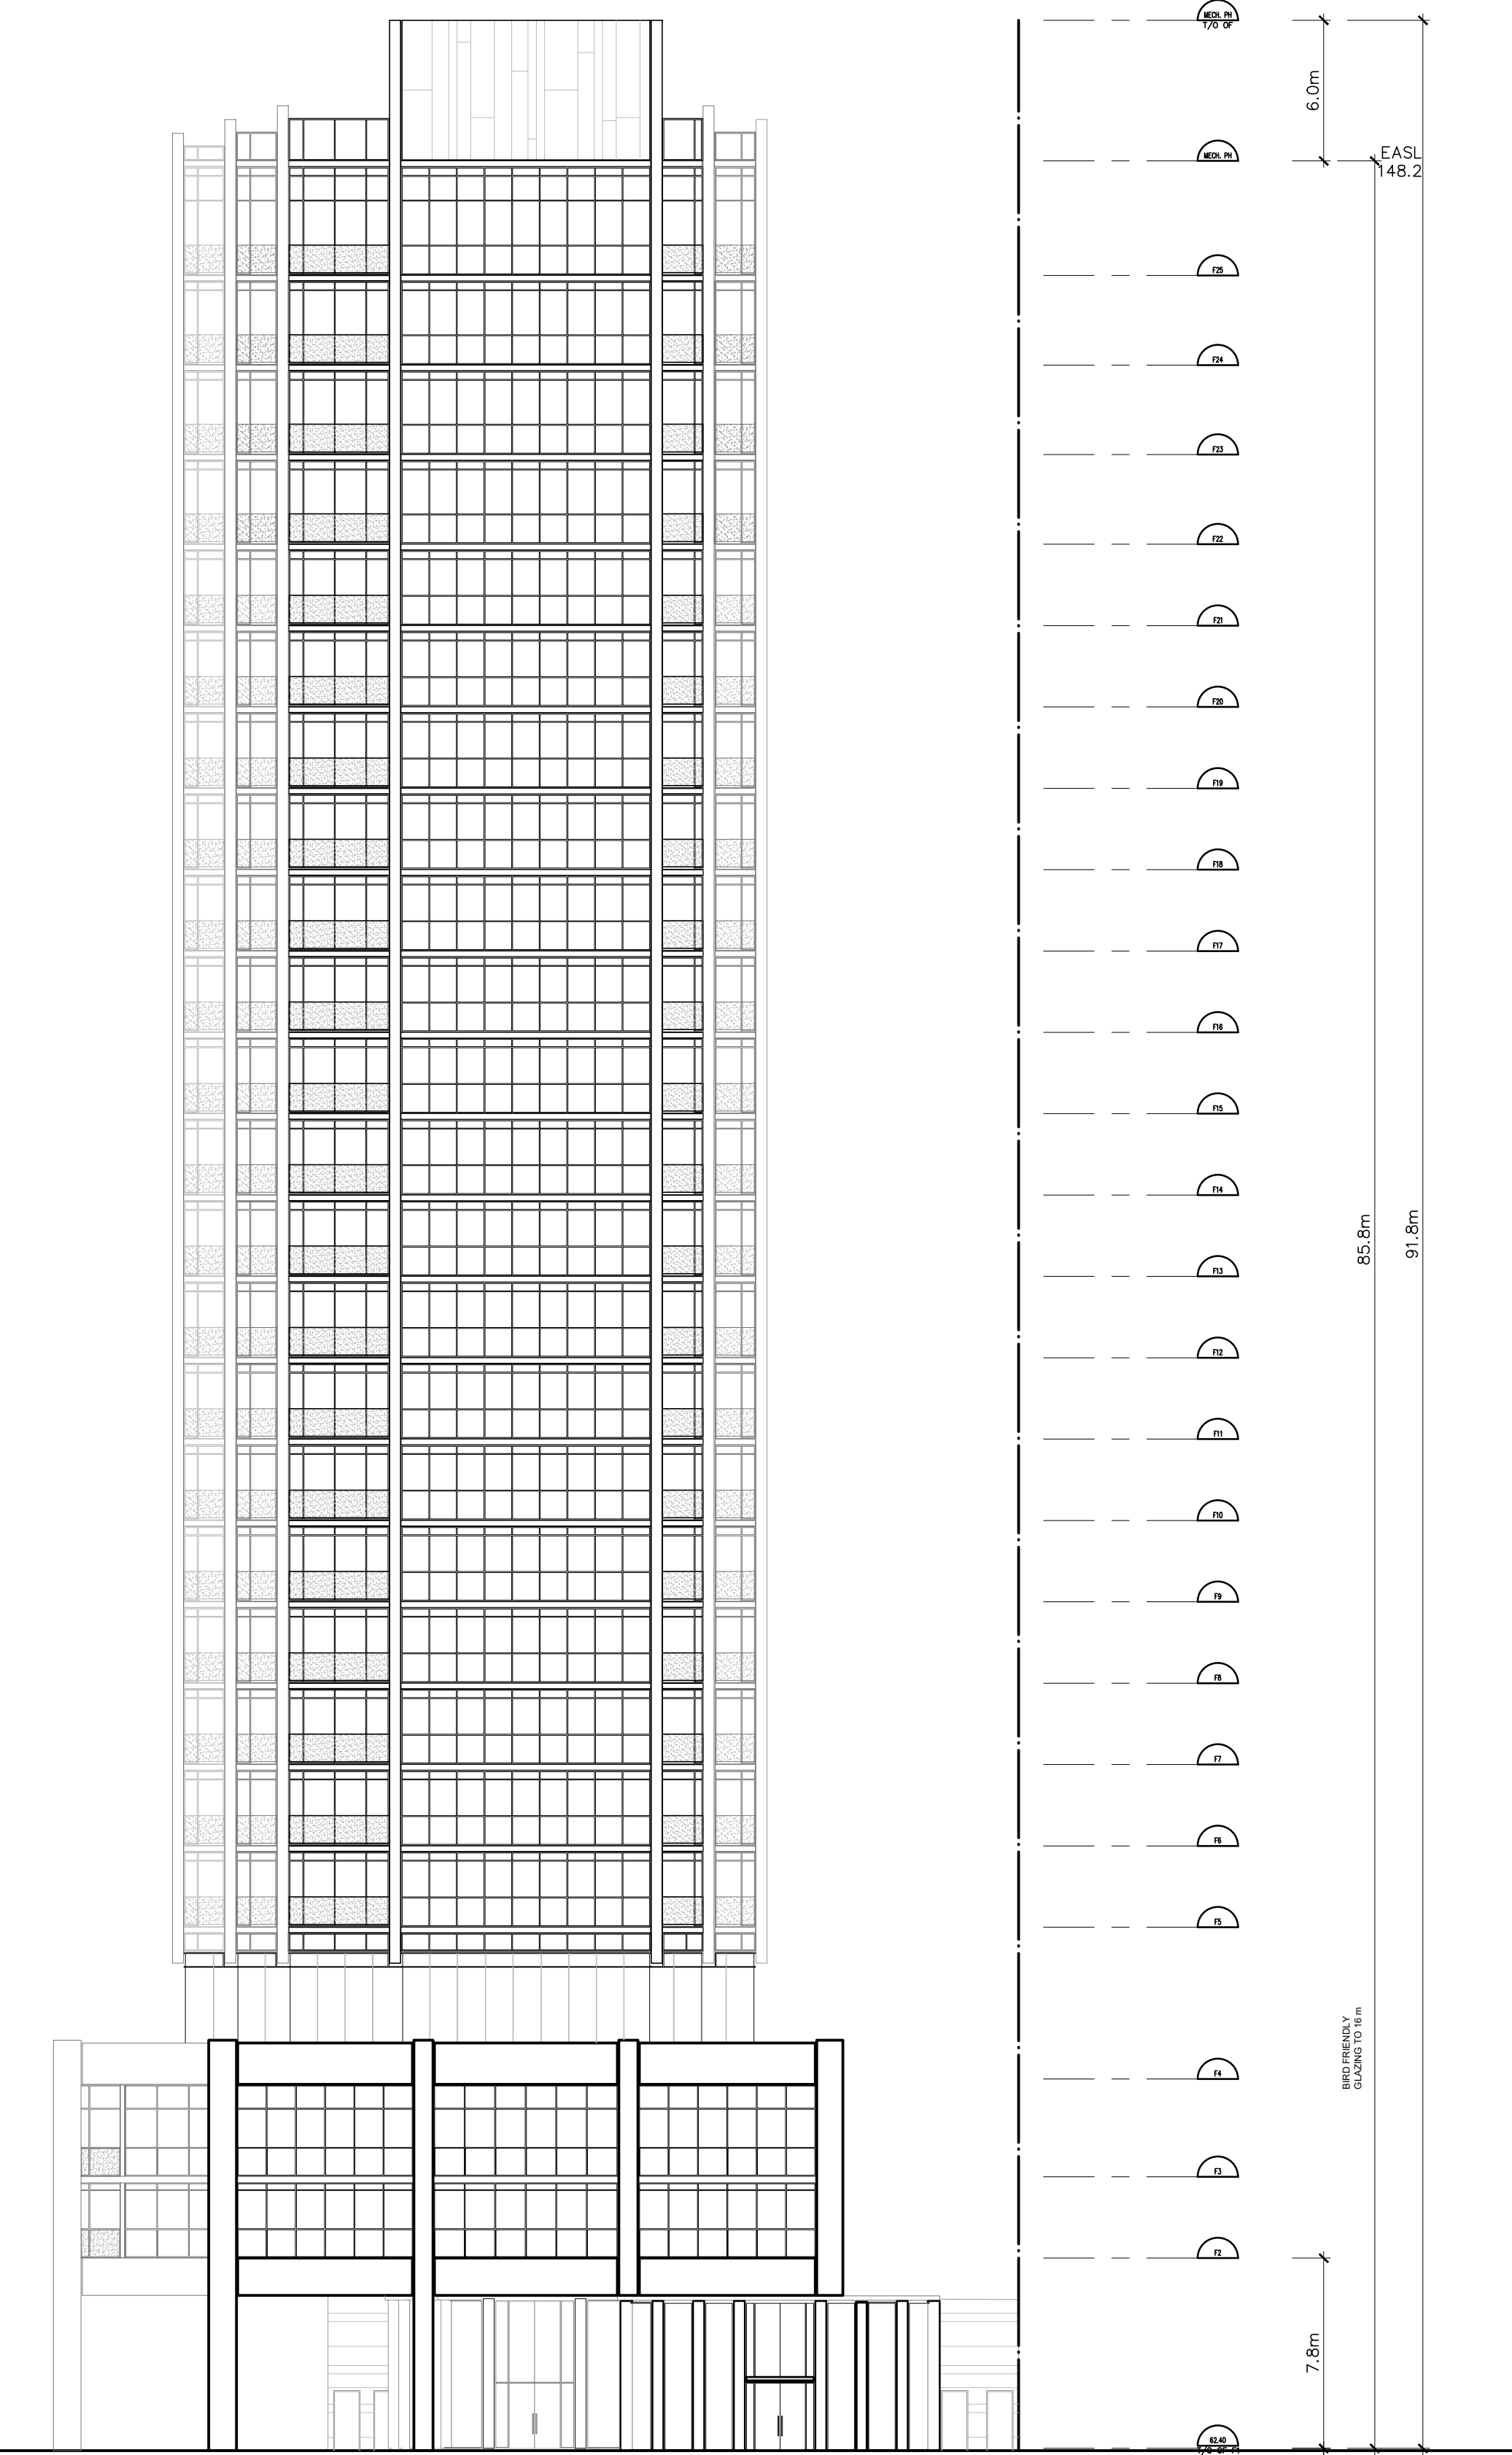 MECH. PH
T/O OF
6.0m
MECH. PH
EASL
148.2
F25
F24
F23
F22
F21
F20
F19
F18
F17
F16
F15
F14
85.8m
91.8m
F13
F12
F11
F10
F9
F8
F7
F6
F5
BIRD FRIENDLY
GLAZING TO 16 m
F4
F3
F2
7.8m
62.40
T/O OF F1